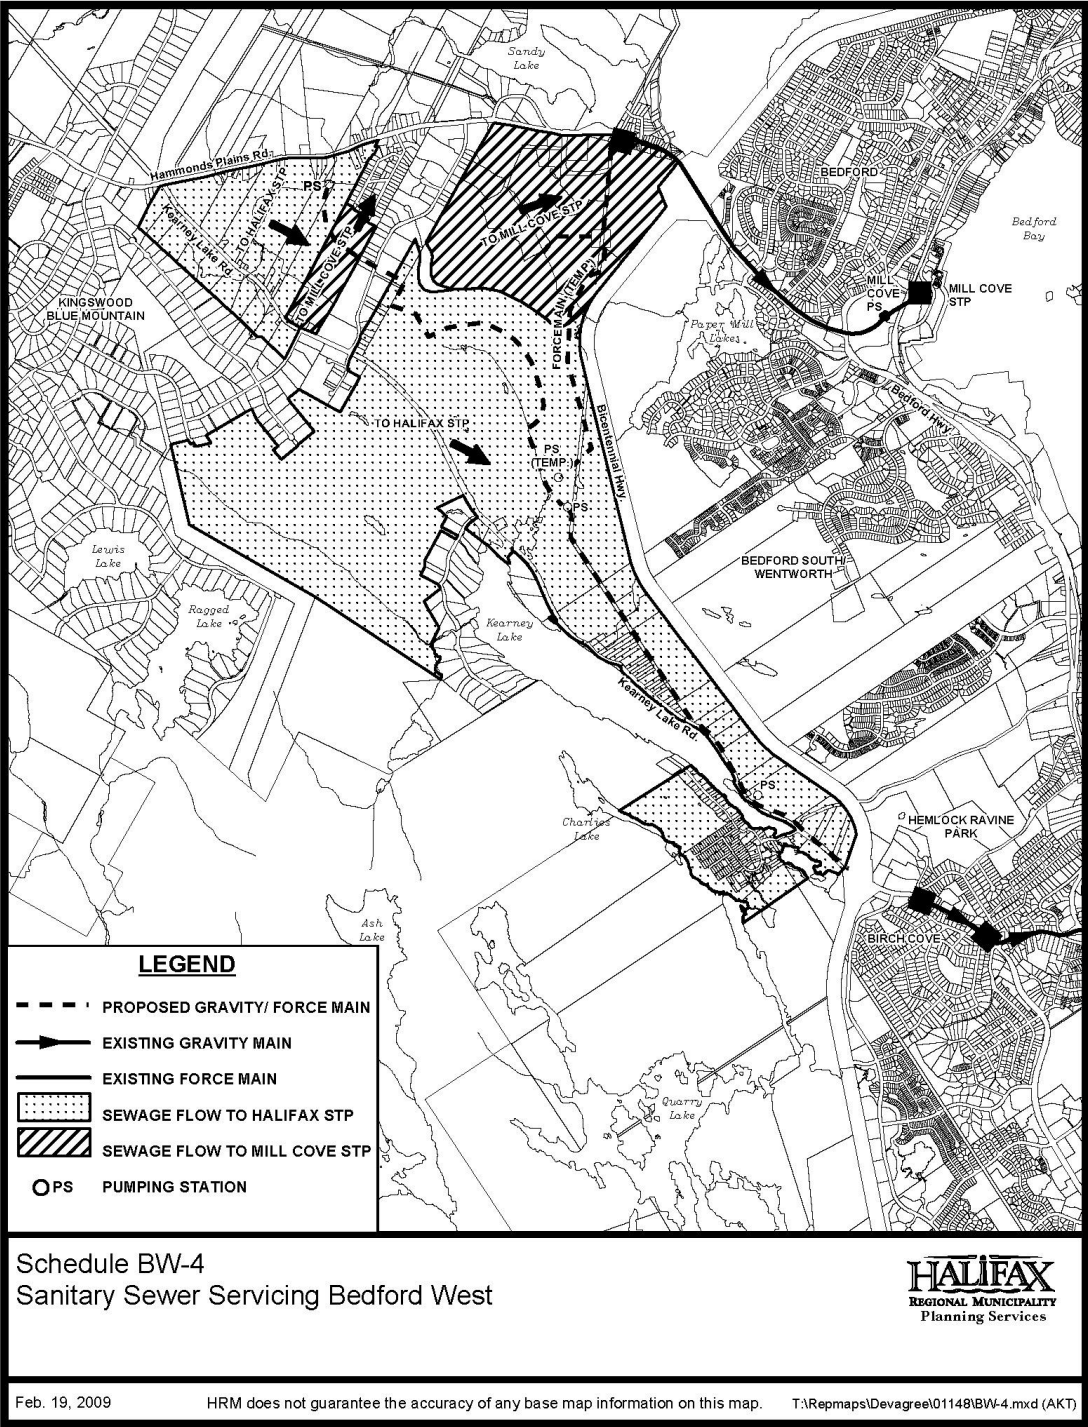 Sandy
Lake
Hammonds Plains Rd.
PS
TO HALIFAX STP
Kearney Lake Rd.
TO MILL COVE STP
TO MILL COVE STP
BEDFORD
Bedford
Bay
MILL
COVE
PS
MILL COVE
STP
KINGSWOOD
BLUE MOUNTAIN
FORCEMAIN (TEMP.)
Paper Mill
Lakes
Bedford Hwy.
TO HALIFAX STP
Bicentennial Hwy.
PS
(TEMP.)
PS
BEDFORD SOUTH/
WENTWORTH
Lewis
Lake
Ragged
Lake
Kearney
Lake
Kearney Lake Rd.
PS
Charlies
Lake
HEMLOCK RAVINE
PARK
Ash
Lake
BIRCH COVE
Quarry
Lake
LEGEND
PROPOSED GRAVITY/ FORCE MAIN
EXISTING GRAVITY MAIN
EXISTING FORCE MAIN
SEWAGE FLOW TO HALIFAX STP
SEWAGE FLOW TO MILL COVE STP
PS PUMPING STATION
Schedule BW-4
Sanitary Sewer Servicing Bedford West
HALIFAX
REGIONAL MUNICIPALITY
Planning Services
Feb. 19, 2009
HRM does not guarantee the accuracy of any base map information on this map.
T:\Repmaps\Devagree\01148\BW-4.mxd (AKT)